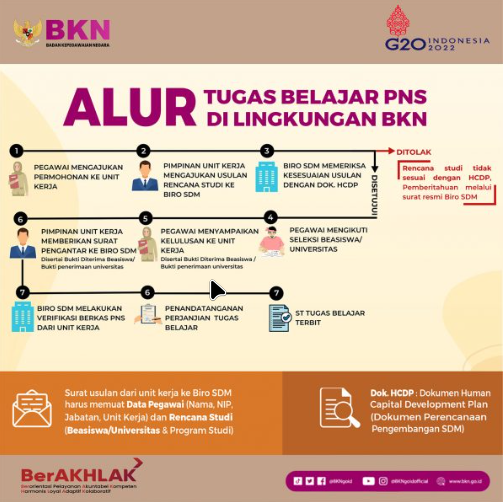 BKN
BADAN KEPEGAWAIAN NEGARA
G20 INDONESIA
2022
ALUR TUGAS BELAJAR PNS
DI LINGKUNGAN BKN
1
PEGAWAI MENGAJUKAN
PERMOHONAN KE UNIT
KERJA
2
PIMPINAN UNIT KERJA
MENGAJUKAN USULAN
RENCANA STUDI KE
BIRO SDM
3
BIRO SDM MEMERIKSA
KESESUAIAN USULAN
DENGAN DOK. HCDP
DITOLAK
Rencana studi tidak
sesuai dengan HCDP,
Pemberitahuan melalui
surat resmi Biro SDM
DISETUJUI
6
PIMPINAN UNIT KERJA
MEMBERIKAN SURAT
PENGANTAR KE BIRO SDM
Disertai Bukti Diterima Beasiswa/
Bukti penerimaan universitas
5
PEGAWAI MENYAMPAIKAN
KELULUSAN KE UNIT
KERJA
Disertai Bukti Diterima Beasiswa /
Bukti penerimaan universitas
4
PEGAWAI MENGIKUTI
SELEKSI BEASISWA/
UNIVERSITAS
7
BIRO SDM MELAKUKAN
VERIFIKASI BERKAS PNS
DARI UNIT KERJA
6
PENANDATANGANAN
PERJANJIAN TUGAS
BELAJAR
7
ST TUGAS BELAJAR
TERBIT
Surat usulan dari unit kerja ke Biro SDM
harus memuat Data Pegawai (Nama, NIP,
Jabatan, Unit Kerja) dan Rencana Studi
(Beasiswa/Universitas & Program Studi)
Dok. HCDP : Dokumen Human
Capital Development Plan
(Dokumen Perencanaan
Pengembangan SDM)
BerAKHLAK
Berorientasi Pelayanan Akuntabel Kompeten
Harmonis Loyal Adaptif Kolaboratif
@BKNgoid
@BKNgoidofficial
www.bkn.go.id